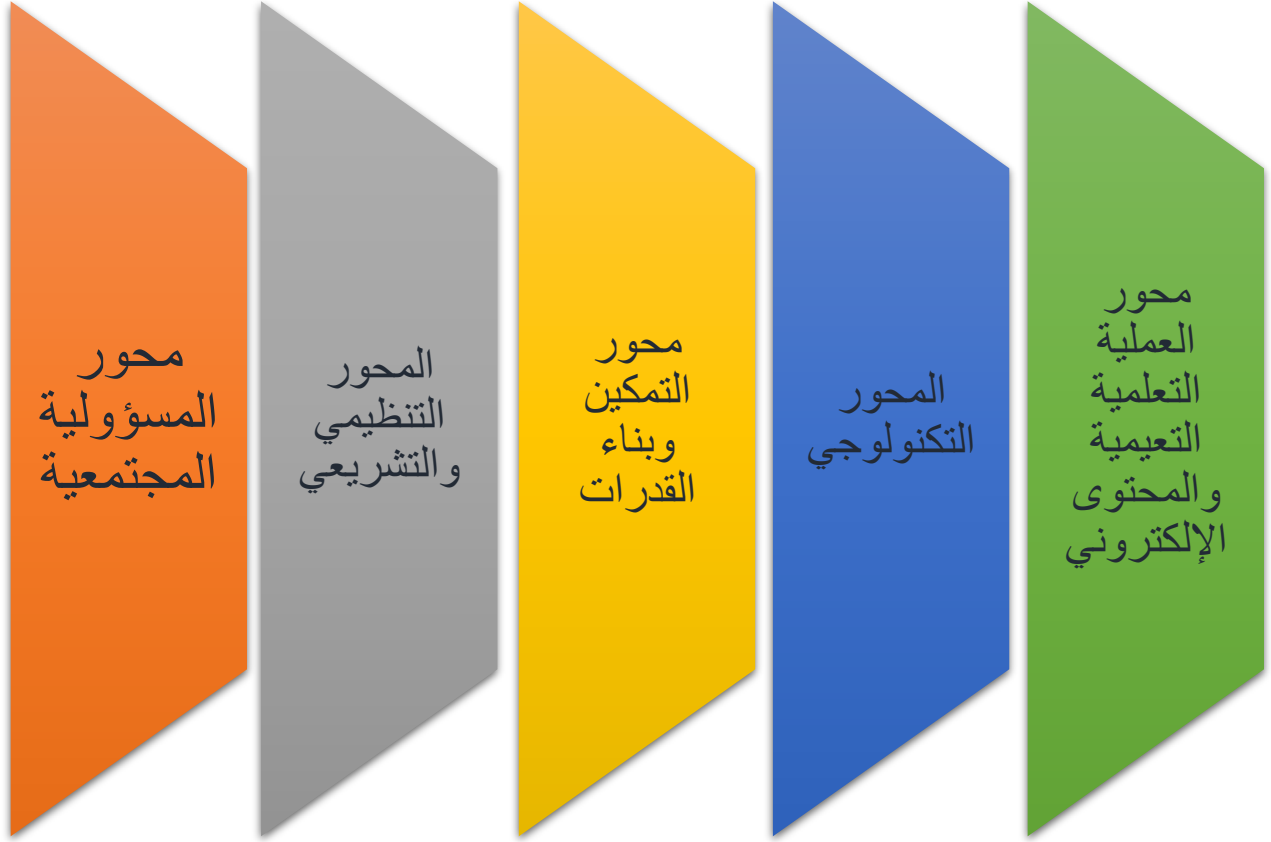 محور
العملية
التعلمية
التعيمية
والمحتوى
الإلكتروني
المحور
التكنولوجي
محور
التمكين
وبناء
القدرات
المحور
التنظيمي
والتشريعي
محور
المسؤولية
المجتمعية